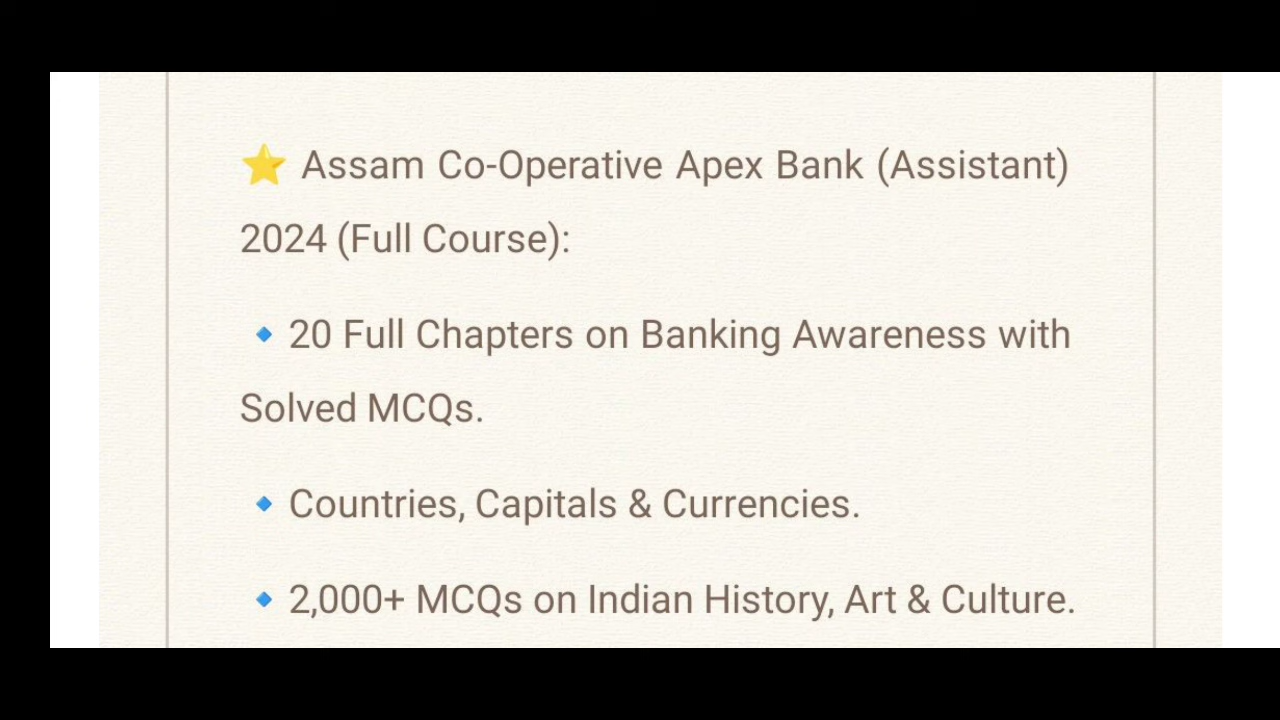 ⭐ Assam Co-Operative Apex Bank (Assistant)
2024 (Full Course):
🔹 20 Full Chapters on Banking Awareness with
Solved MCQs.
🔹 Countries, Capitals & Currencies.
🔹 2,000+ MCQs on Indian History, Art & Culture.